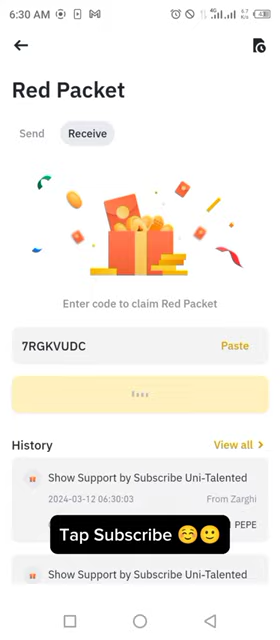 6:30 AM
Red Packet
Send
Receive
Enter code to claim Red Packet
7RGKVUDC
Paste
History
View all >
Show Support by Subscribe Uni-Talented
2024-03-12 06:30:03
From Zarghi
PEPE
Tap Subscribe ☺️🙂
Show Support by Subscribe Uni-Talented